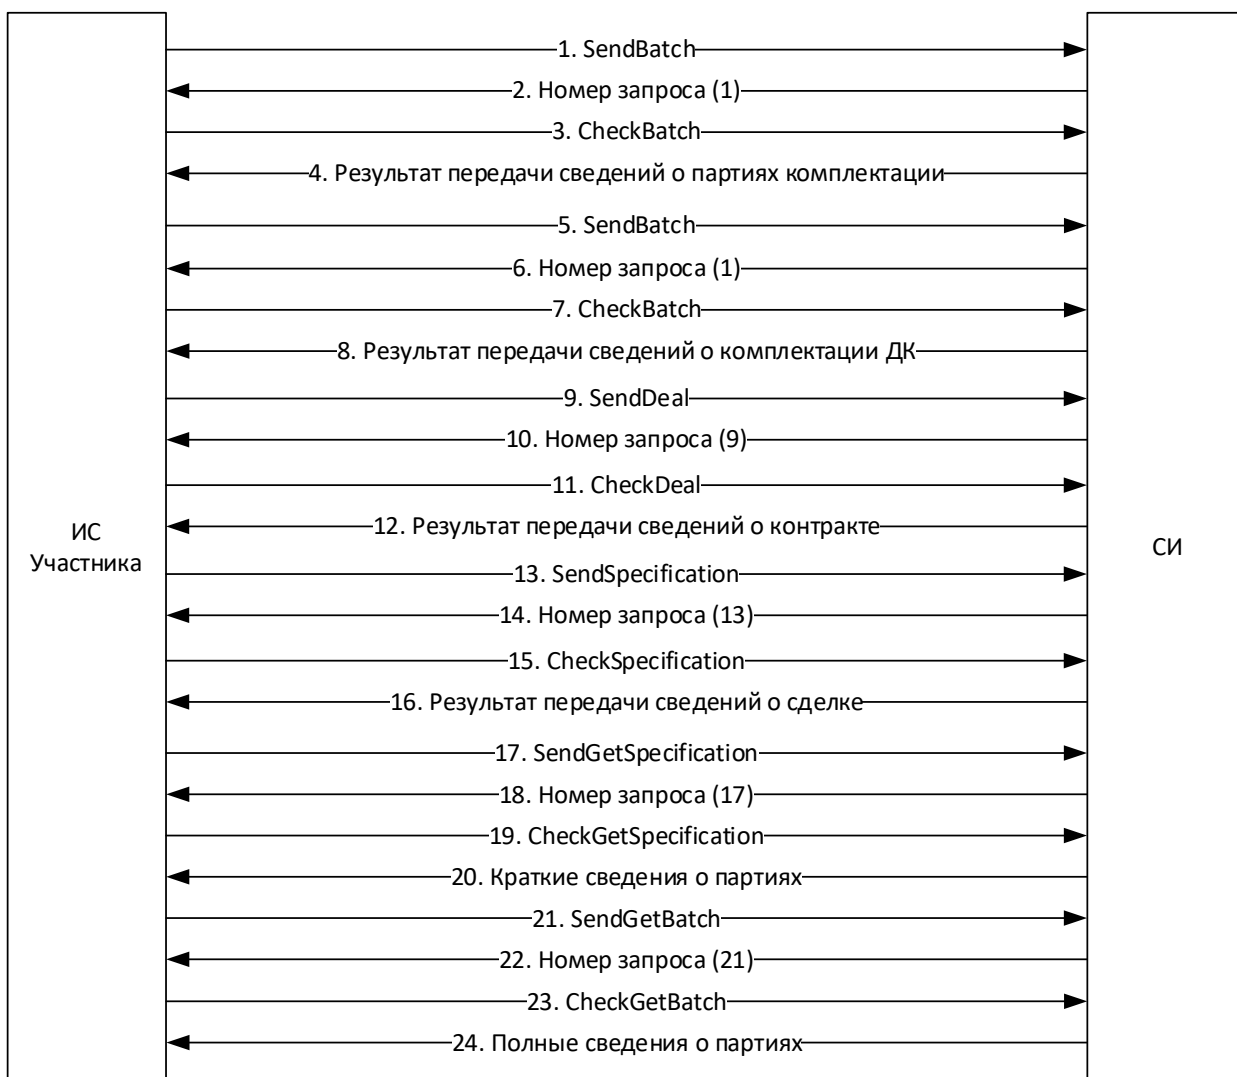 1. SendBatch
2. Номер запроса (1)
3. CheckBatch
4. Результат передачи сведений о партиях комплектации
5. SendBatch
6. Номер запроса (1)
7. CheckBatch
8. Результат передачи сведений о комплектации ДК
9. SendDeal
10. Номер запроса (9)
11. CheckDeal
12. Результат передачи сведений о контракте
ИС
Участника
СИ
13. SendSpecification
14. Номер запроса (13)
15. CheckSpecification
16. Результат передачи сведений о сделке
17. SendGetSpecification
18. Номер запроса (17)
19. CheckGetSpecification
20. Краткие сведения о партиях
21. SendGetBatch
22. Номер запроса (21)
23. CheckGetBatch
24. Полные сведения о партиях